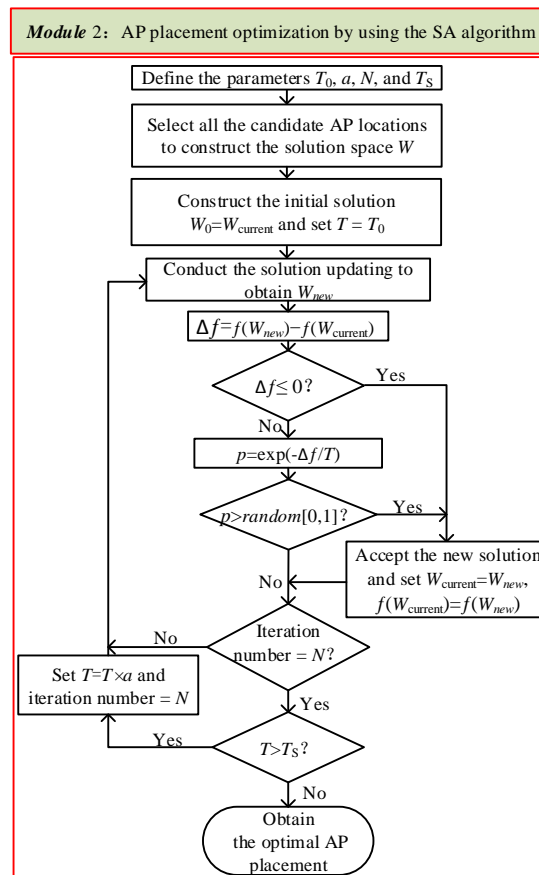 Module 2：AP placement optimization by using the SA algorithm
Define the parameters T0, a, N, and TS
Select all the candidate AP locations
to construct the solution space W
Construct the initial solution
W0=Wcurrent and set T = T0
Conduct the solution updating to
obtain Wnew
Δf=f(Wnew)−f(Wcurrent)
Δf≤ 0?
Yes
No
p=exp(-Δf/T)
p>random[0,1]?
Yes
No
Accept the new solution
and set Wcurrent=Wnew,
f(Wcurrent)=f(Wnew)
No
Iteration
number = N?
Set T=T×a and
iteration number = N
Yes
Yes
T>TS?
No
Obtain
the optimal AP
placement